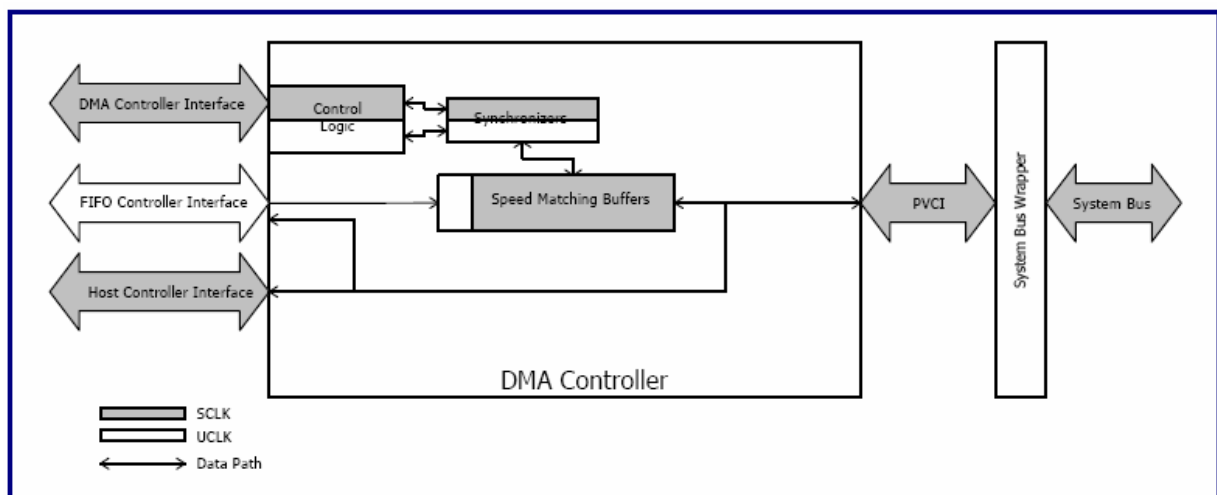 DMA Controller Interface
Control
Logic
Synchronizers
FIFO Controller Interface
Speed Matching Buffers
PVCI
System Bus Wrapper
System Bus
Host Controller Interface
DMA Controller
SCLK
UCLK
Data Path